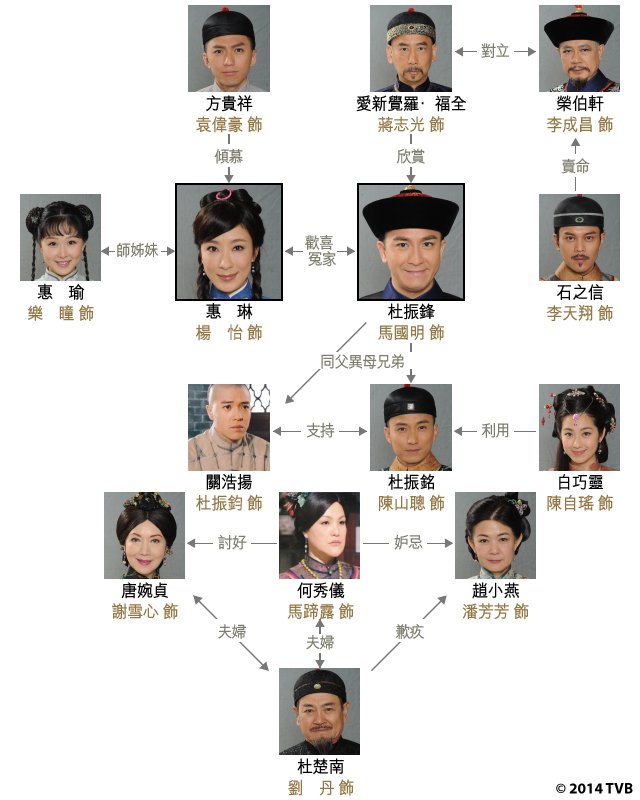 方貴祥
袁偉豪 飾
愛新覺羅·福全
蔣志光 飾
對立
榮伯軒
李成昌 飾
傾慕
欣賞
賣命
師姊妹
歡喜
冤家
惠 瑜
樂 瞳 飾
惠 琳
楊 怡 飾
杜振鋒
馬國明 飾
石之信
李天翔 飾
同父異母兄弟
支持
利用
關浩揚
杜振鈞 飾
杜振銘
陳山聰 飾
白巧靈
陳自瑤 飾
討好
妒忌
唐婉貞
謝雪心 飾
何秀儀
馬蹄露 飾
趙小燕
潘芳芳 飾
夫婦
夫婦
歉疚
杜楚南
劉 丹 飾
© 2014 TVB